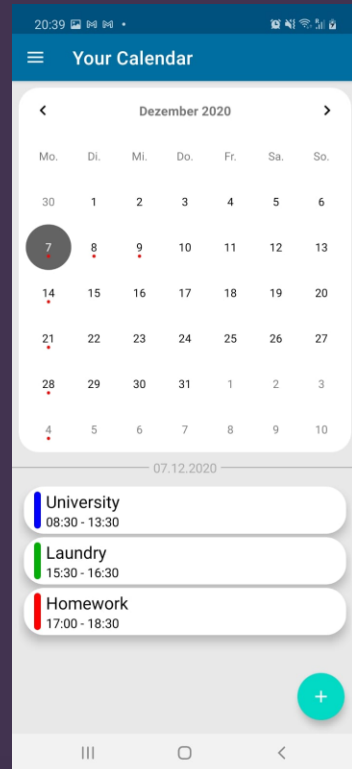 20:39
Your Calendar
Dezember 2020
Mo. Di. Mi. Do. Fr. Sa. So.
30 1 2 3 4 5 6
7 8 9 10 11 12 13
14 15 16 17 18 19 20
21 22 23 24 25 26 27
28 29 30 31 1 2 3
4 5 6 7 8 9 10
07.12.2020
University
08:30 - 13:30
Laundry
15:30 - 16:30
Homework
17:00 - 18:30
+